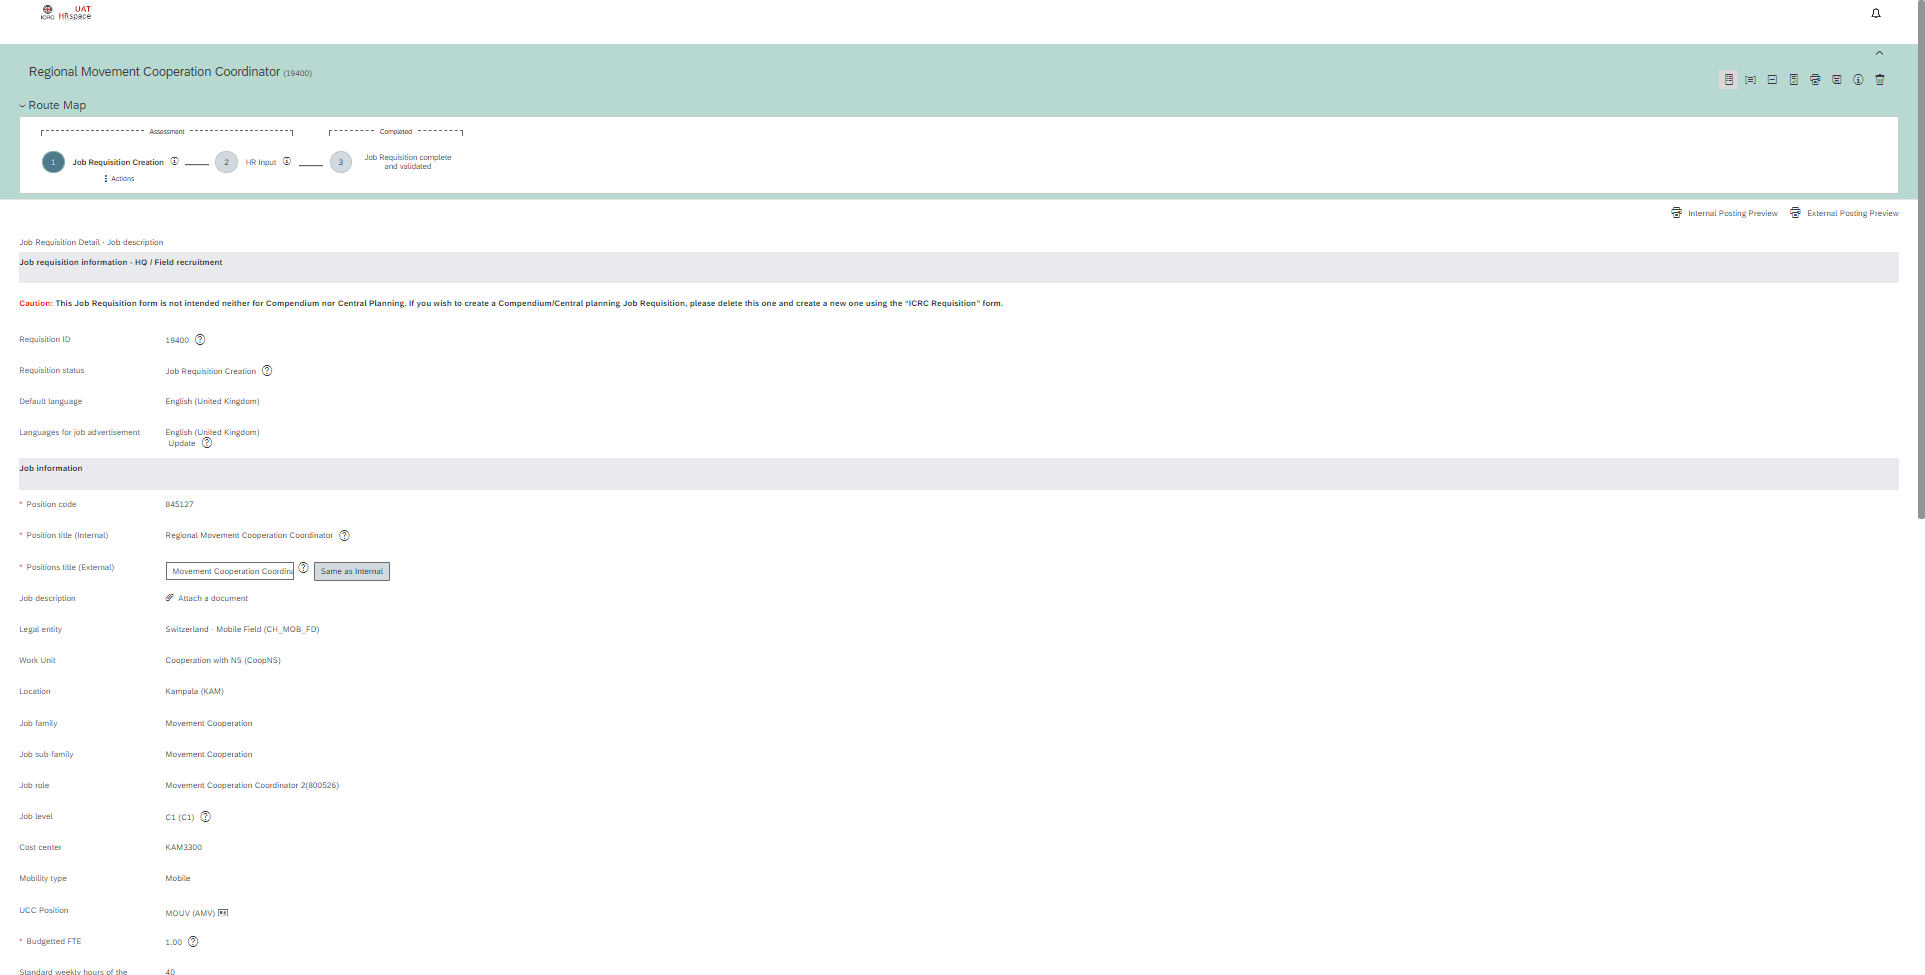 UAT
ICRC HRspace
Regional Movement Cooperation Coordinator (19400)
Route Map
Assessment
Completed
1 Job Requisition Creation
Actions
2 HR Input
3 Job Requisition complete
and validated
Internal Posting Preview External Posting Preview
Job Requisition Detail - Job description
Job requisition information - HQ / Field recruitment
Caution: This Job Requisition form is not intended neither for Compendium nor Central Planning. If you wish to create a Compendium/Central planning Job Requisition, please delete this one and create a new one using the “ICRC Requisition” form.
Requisition ID 19400
Requisition status Job Requisition Creation
Default language English (United Kingdom)
Languages for job advertisement English (United Kingdom)
Update
Job information
* Position code 845127
* Position title (Internal) Regional Movement Cooperation Coordinator
* Positions title (External) Movement Cooperation Coordina Same as Internal
Job description Attach a document
Legal entity Switzerland - Mobile Field (CH_MOB_FD)
Work Unit Cooperation with NS (CoopNS)
Location Kampala (KAM)
Job family Movement Cooperation
Job sub-family Movement Cooperation
Job role Movement Cooperation Coordinator 2(800526)
Job level C1 (C1)
Cost center KAM3300
Mobility type Mobile
UCC Position MOUV (AMV)
* Budgetted FTE 1.00
Standard weekly hours of the 40